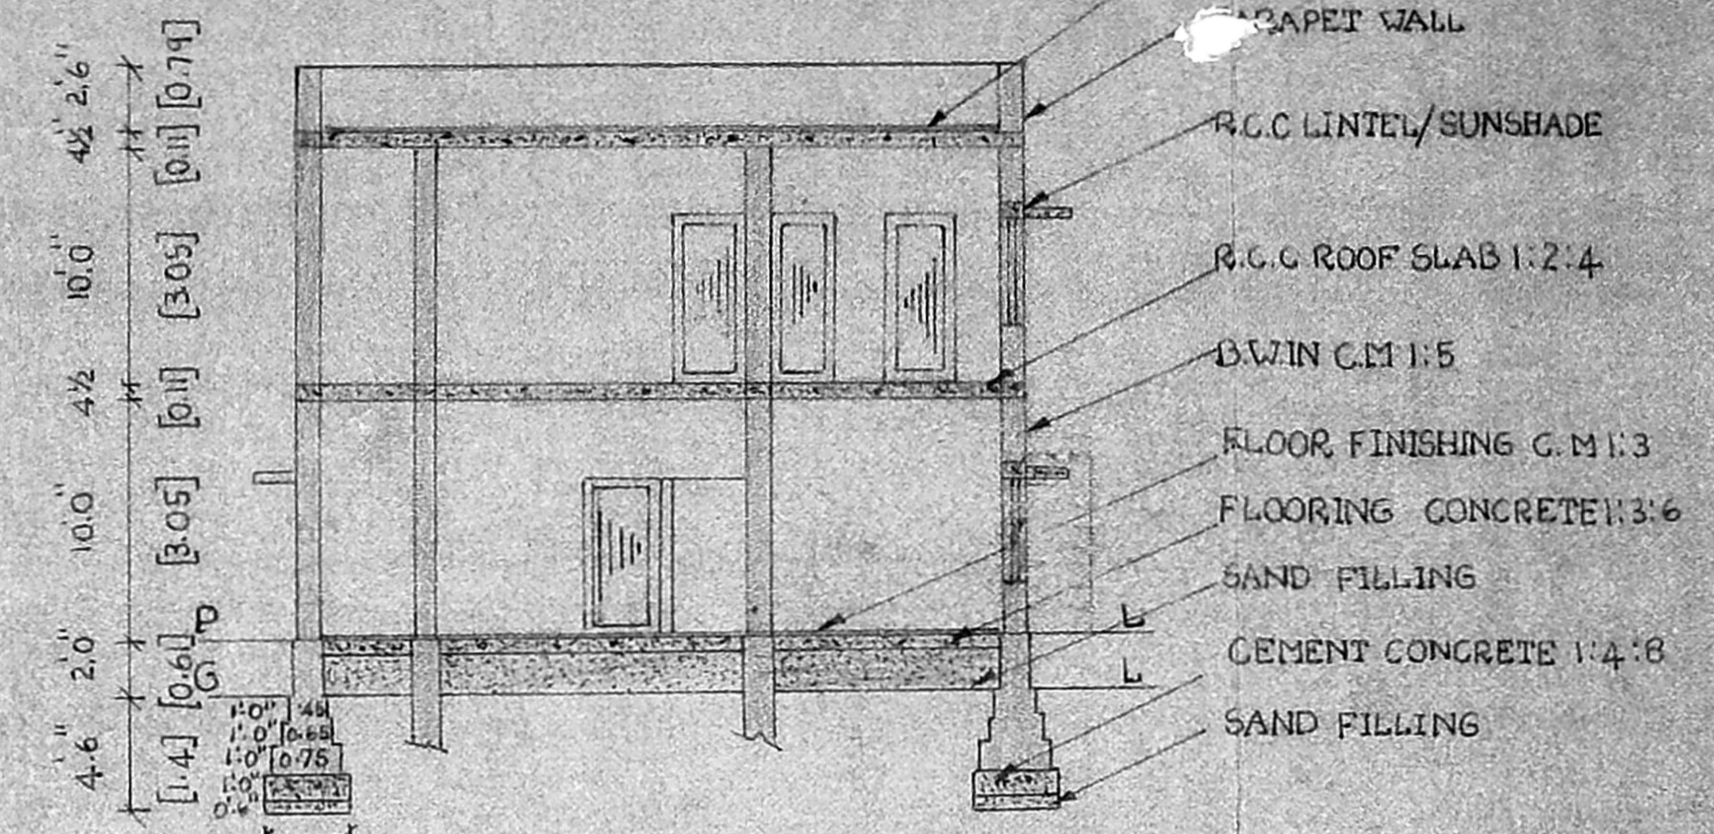 PARAPET WALL
R.C.C LINTEL/SUNSHADE
R.C.C ROOF SLAB 1:2:4
B.W.IN C.M 1:5
FLOOR FINISHING C.M 1:3
FLOORING CONCRETE 1:3:6
SAND FILLING
CEMENT CONCRETE 1:4:8
SAND FILLING
2'.6" [0.79]
4½" [0.11]
10'.0" [3.05]
4½ [0.11]
10'.0" [3.05]
2'.0" [0.61]
4'.6" [1.4]
P L
G L
1'.0" .45
1'.0" [0.65]
1'.0" [0.75
1'.0"
0'.6"